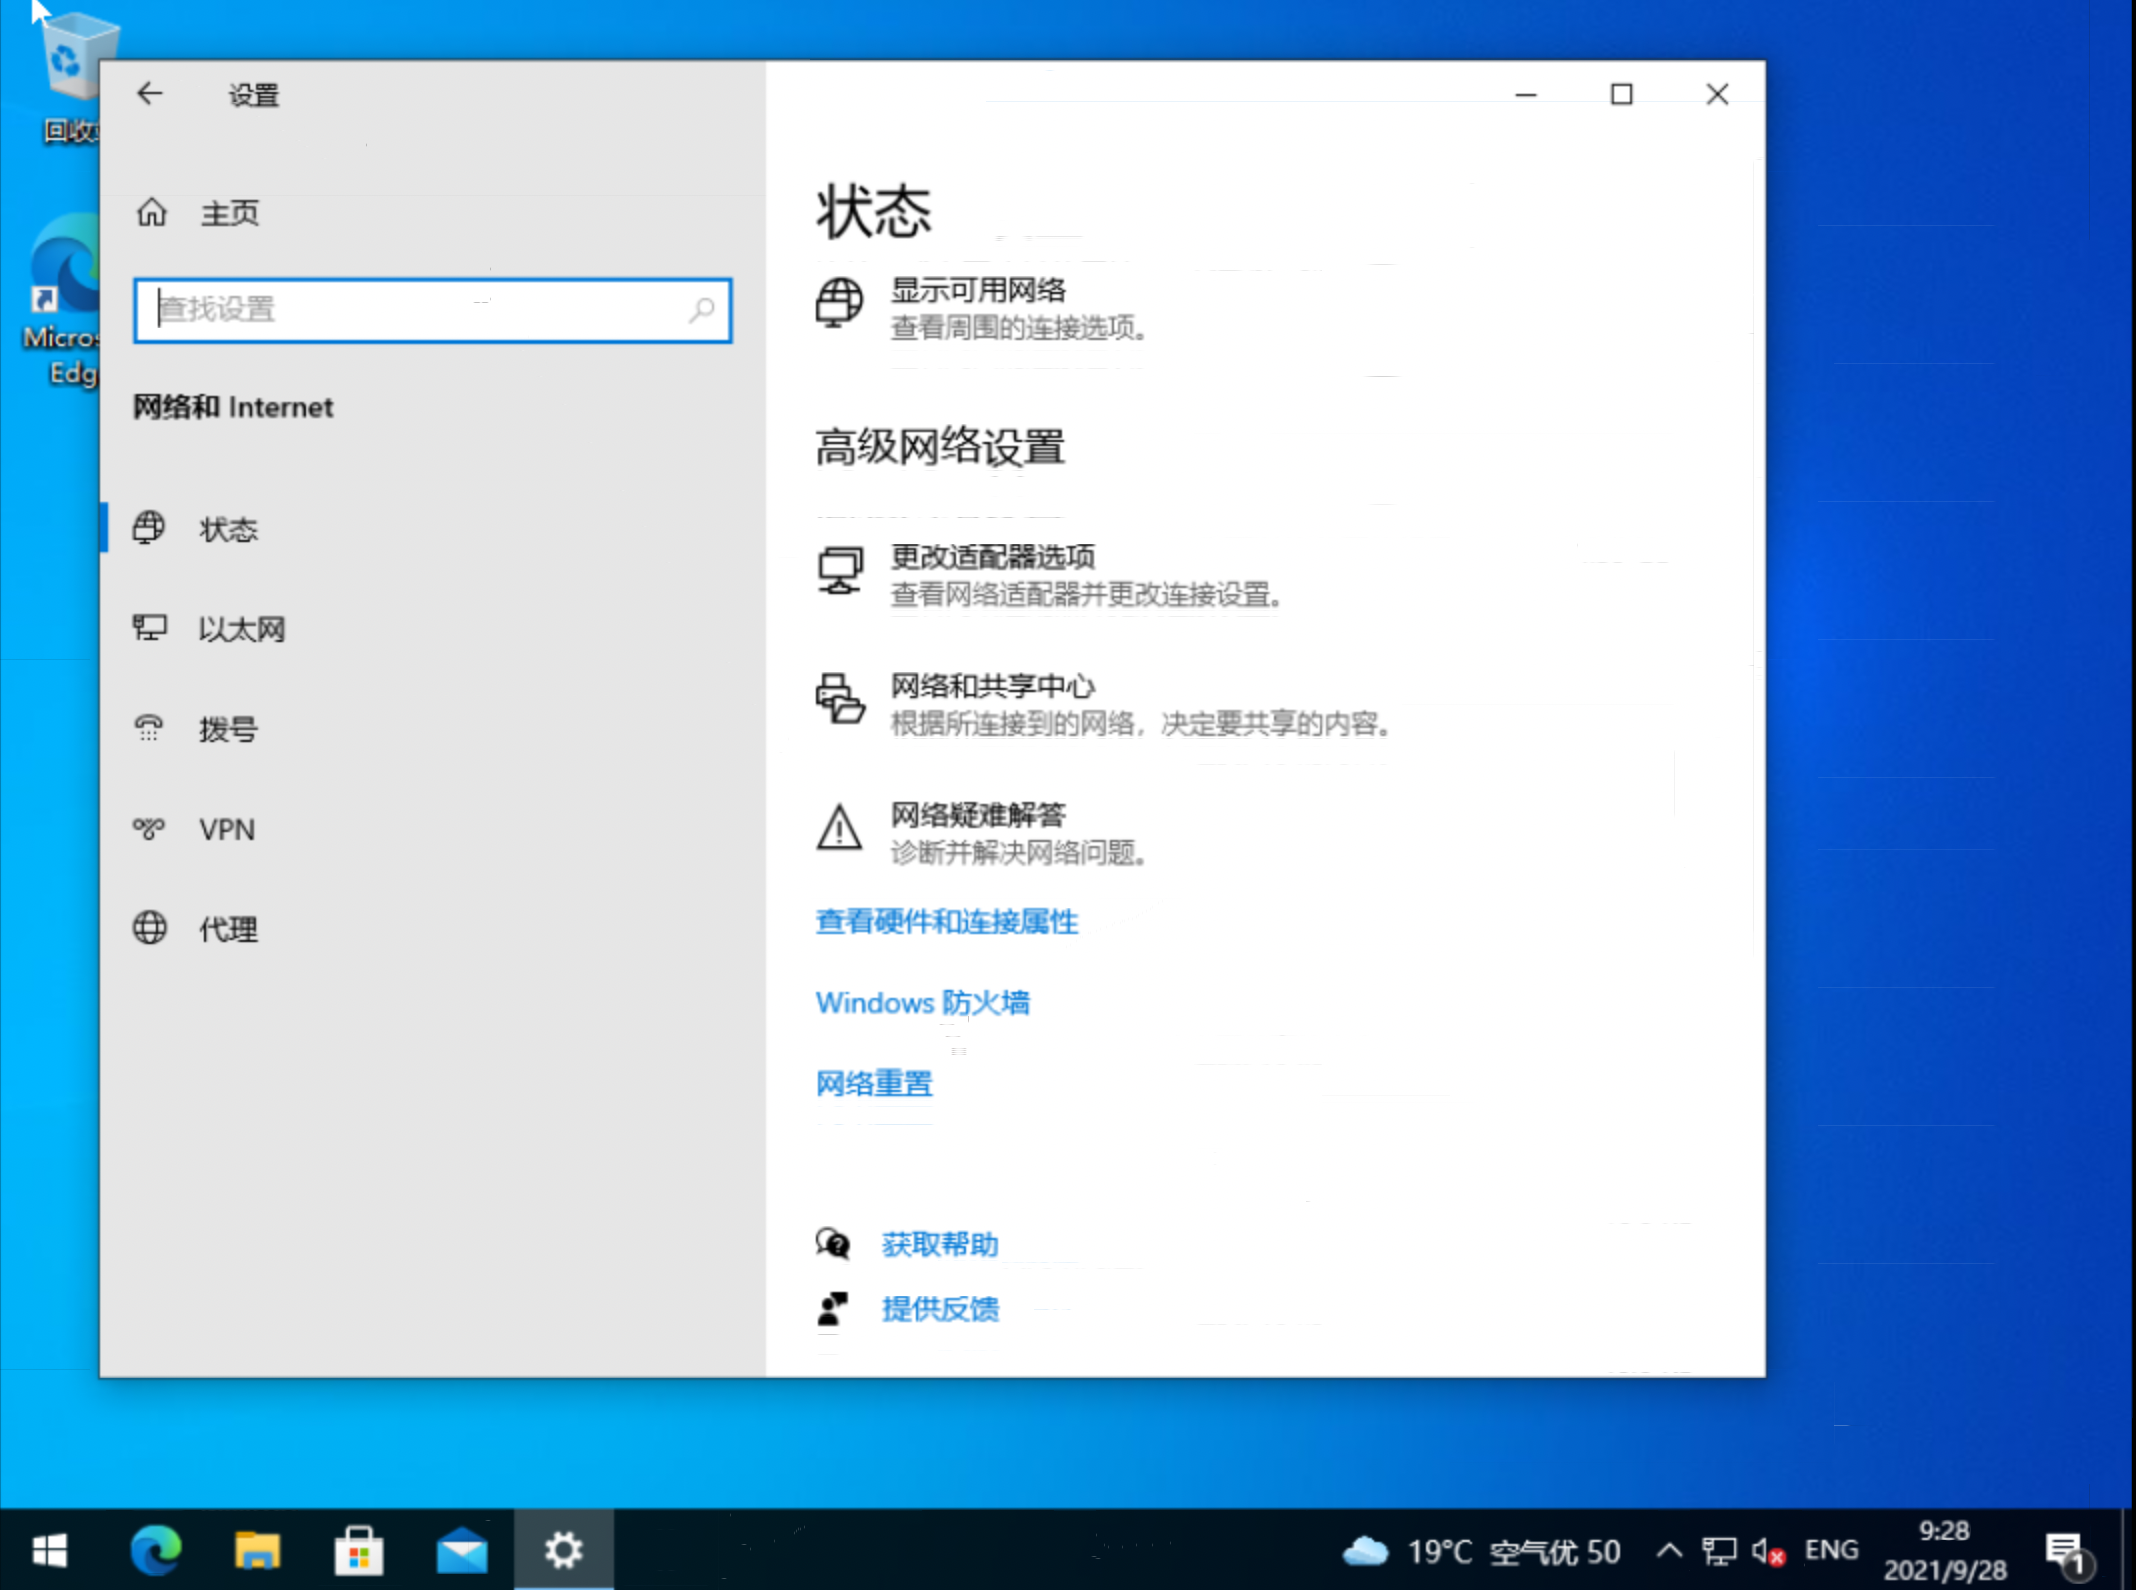 回收
Micros
Edg
设置
主页
查找设置
网络和 Internet
状态
以太网
拨号
VPN
代理
状态
显示可用网络
查看周围的连接选项。
高级网络设置
更改适配器选项
查看网络适配器并更改连接设置。
网络和共享中心
根据所连接到的网络，决定要共享的内容。
网络疑难解答
诊断并解决网络问题。
查看硬件和连接属性
Windows 防火墙
网络重置
获取帮助
提供反馈
19°C 空气优 50
ENG
9:28
2021/9/28
1